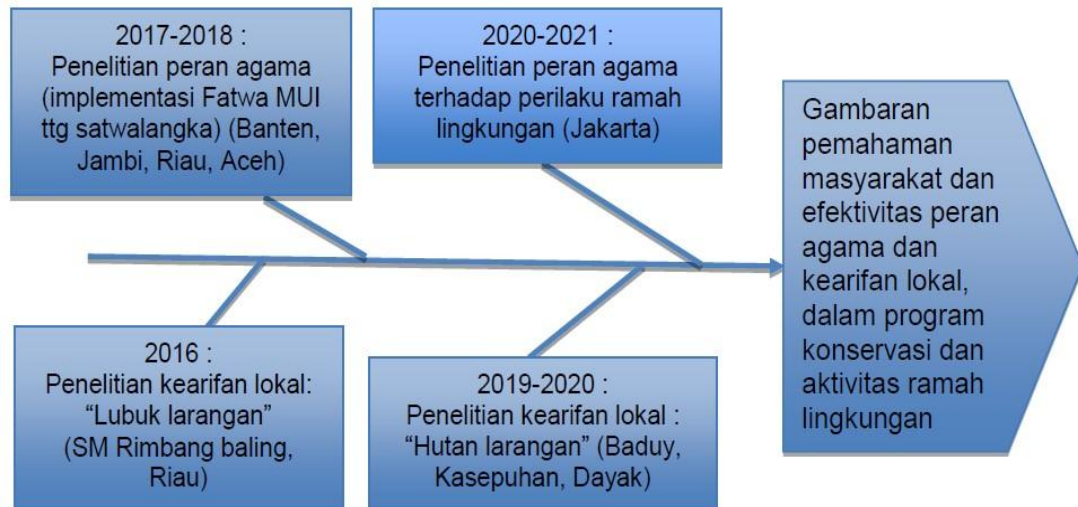 2017-2018 :
Penelitian peran agama
(implementasi Fatwa MUI
ttg satwalangka) (Banten,
Jambi, Riau, Aceh)
2020-2021 :
Penelitian peran agama
terhadap perilaku ramah
lingkungan (Jakarta)
2016 :
Penelitian kearifan lokal:
“Lubuk larangan”
(SM Rimbang baling,
Riau)
2019-2020 :
Penelitian kearifan lokal :
“Hutan larangan” (Baduy,
Kasepuhan, Dayak)
Gambaran
pemahaman
masyarakat dan
efektivitas peran
agama dan
kearifan lokal,
dalam program
konservasi dan
aktivitas ramah
lingkungan